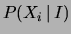 P(X_i | I)